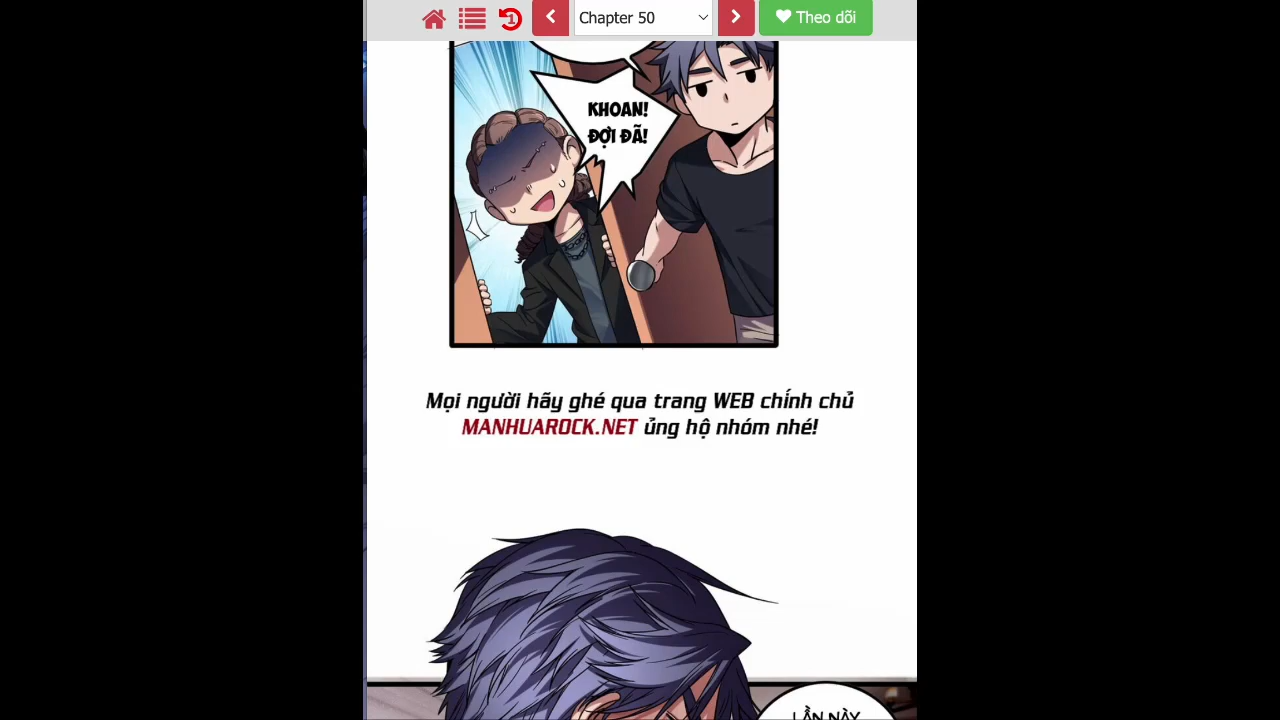 1
Chapter 50
Theo dõi
KHOAN!
ĐỢI ĐÃ!
Mọi người hãy ghé qua trang WEB chính chủ
MANHUAROCK.NET ủng hộ nhóm nhé!
LẦN NÀY